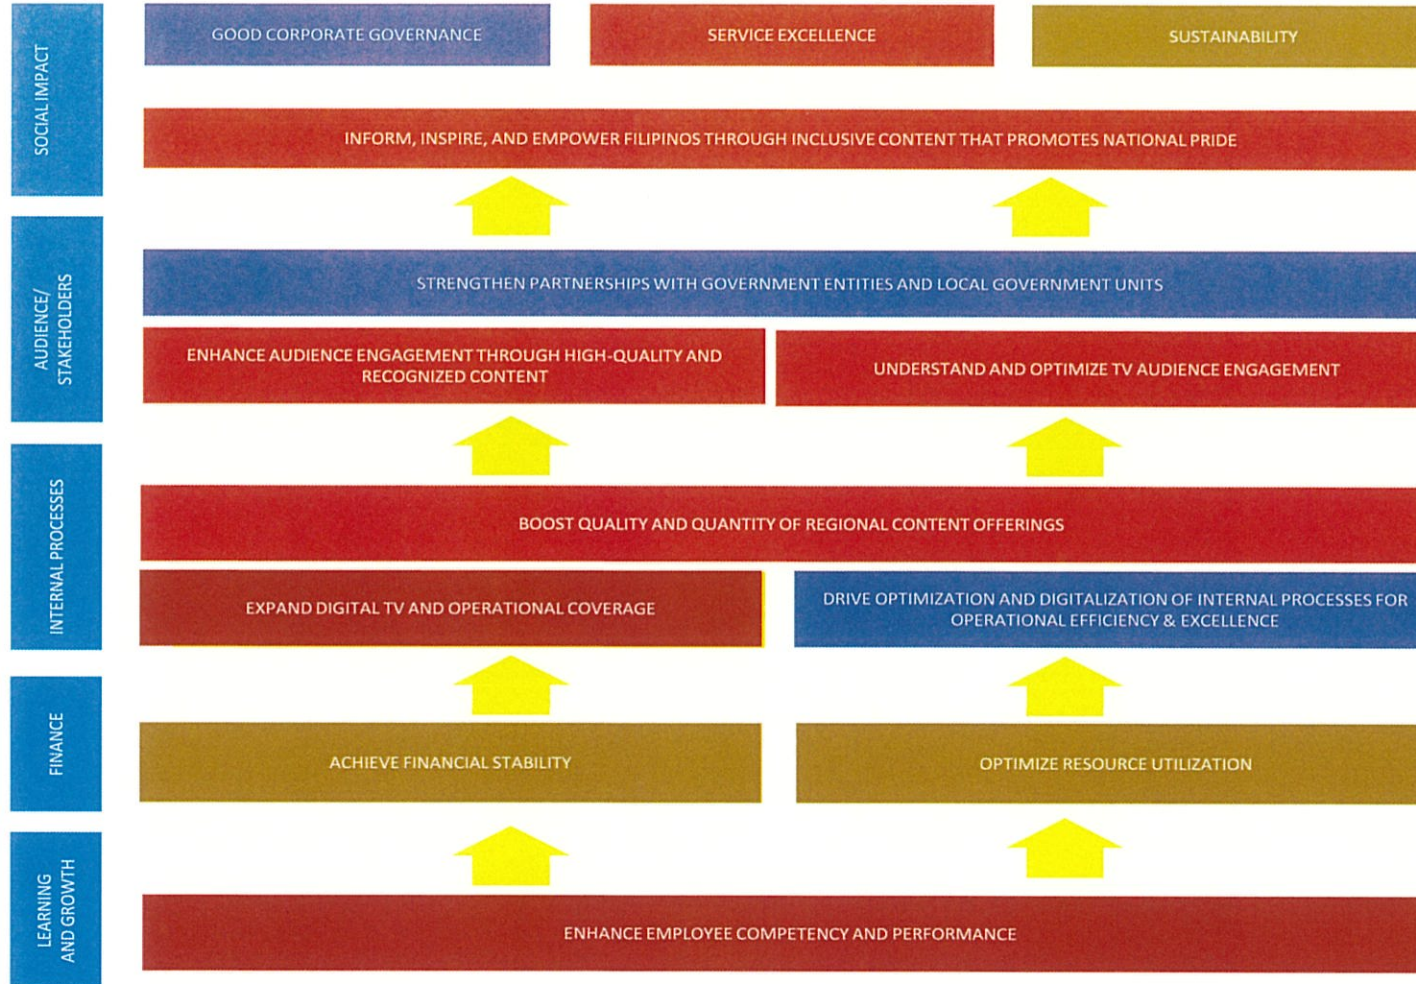 SOCIAL IMPACT
GOOD CORPORATE GOVERNANCE
SERVICE EXCELLENCE
SUSTAINABILITY
INFORM, INSPIRE, AND EMPOWER FILIPINOS THROUGH INCLUSIVE CONTENT THAT PROMOTES NATIONAL PRIDE
AUDIENCE/
STAKEHOLDERS
STRENGTHEN PARTNERSHIPS WITH GOVERNMENT ENTITIES AND LOCAL GOVERNMENT UNITS
ENHANCE AUDIENCE ENGAGEMENT THROUGH HIGH-QUALITY AND
RECOGNIZED CONTENT
UNDERSTAND AND OPTIMIZE TV AUDIENCE ENGAGEMENT
INTERNAL PROCESSES
BOOST QUALITY AND QUANTITY OF REGIONAL CONTENT OFFERINGS
EXPAND DIGITAL TV AND OPERATIONAL COVERAGE
DRIVE OPTIMIZATION AND DIGITALIZATION OF INTERNAL PROCESSES FOR
OPERATIONAL EFFICIENCY & EXCELLENCE
FINANCE
ACHIEVE FINANCIAL STABILITY
OPTIMIZE RESOURCE UTILIZATION
LEARNING
AND GROWTH
ENHANCE EMPLOYEE COMPETENCY AND PERFORMANCE